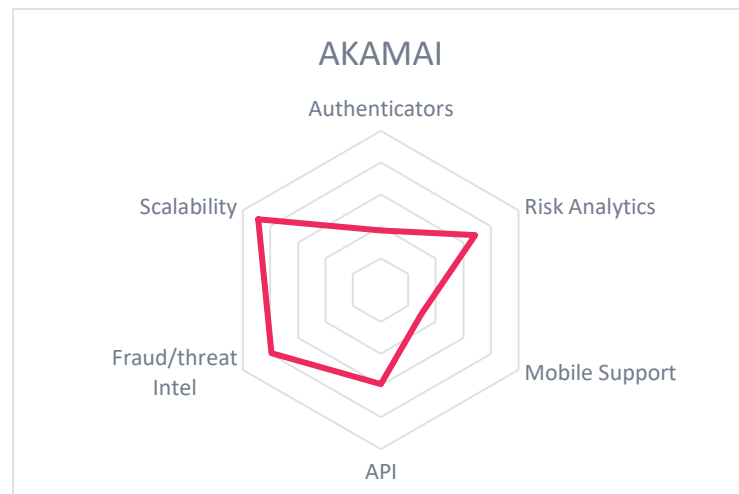 AKAMAI
Authenticators
Scalability
Risk Analytics
Fraud/threat
Intel
Mobile Support
API